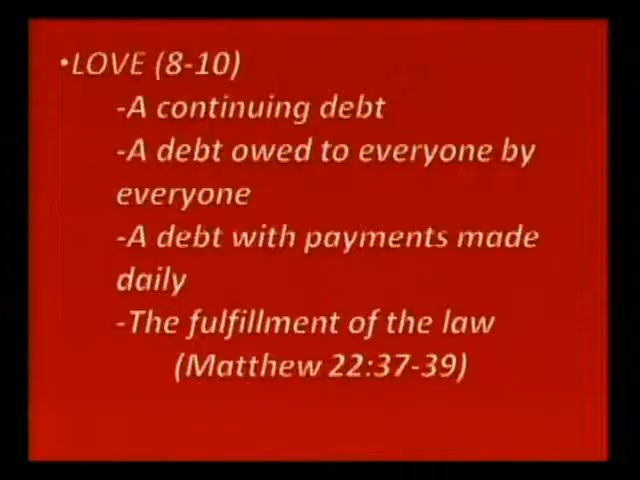 •LOVE (8-10)
-A continuing debt
-A debt owed to everyone by
everyone
-A debt with payments made
daily
-The fulfillment of the law
(Matthew 22:37-39)